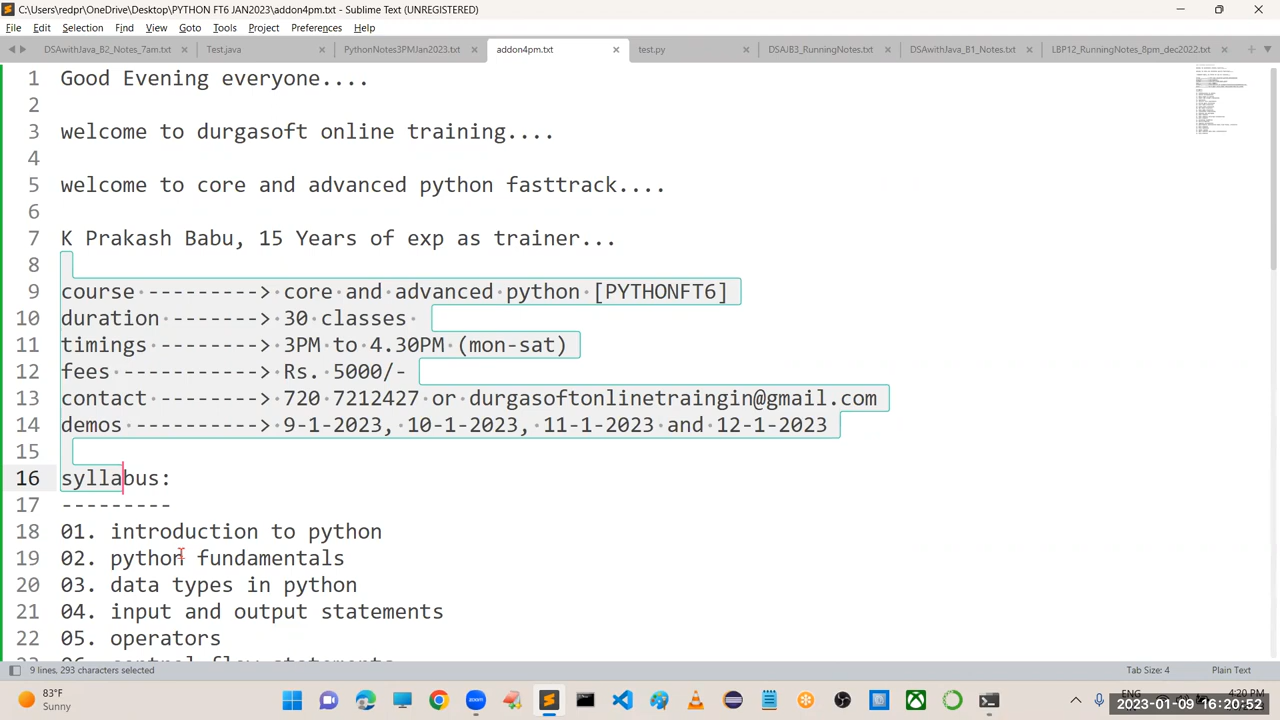 C:\Users\redpr\OneDrive\Desktop\PYTHON FT6 JAN2023\addon4pm.txt - Sublime Text (UNREGISTERED)
File Edit Selection Find View Goto Tools Project Preferences Help
DSAwithJava_B2_Notes_7am.txt Test.java PythonNotes3PMJan2023.txt addon4pm.txt test.py DSAJB3_RunningNotes.txt DSAwithJava_B1_Notes.txt LBP12_RunningNotes_8pm_dec2022.txt
1 Good Evening everyone....
2
3 welcome to durgasoft online training....
4
5 welcome to core and advanced python fasttrack....
6
7 K Prakash Babu, 15 Years of exp as trainer...
8
9 course ---------> core and advanced python [PYTHONFT6]
10 duration -------> 30 classes
11 timings --------> 3PM to 4.30PM (mon-sat)
12 fees -----------> Rs. 5000/-
13 contact --------> 720 7212427 or durgasoftonlinetraingin@gmail.com
14 demos ----------> 9-1-2023, 10-1-2023, 11-1-2023 and 12-1-2023
15
16 syllabus:
17 ---------
18 01. introduction to python
19 02. python fundamentals
20 03. data types in python
21 04. input and output statements
22 05. operators
9 lines, 293 characters selected Tab Size: 4 Plain Text
83°F
Sunny
ENG
4:20 PM
2023-01-09 16:20:52